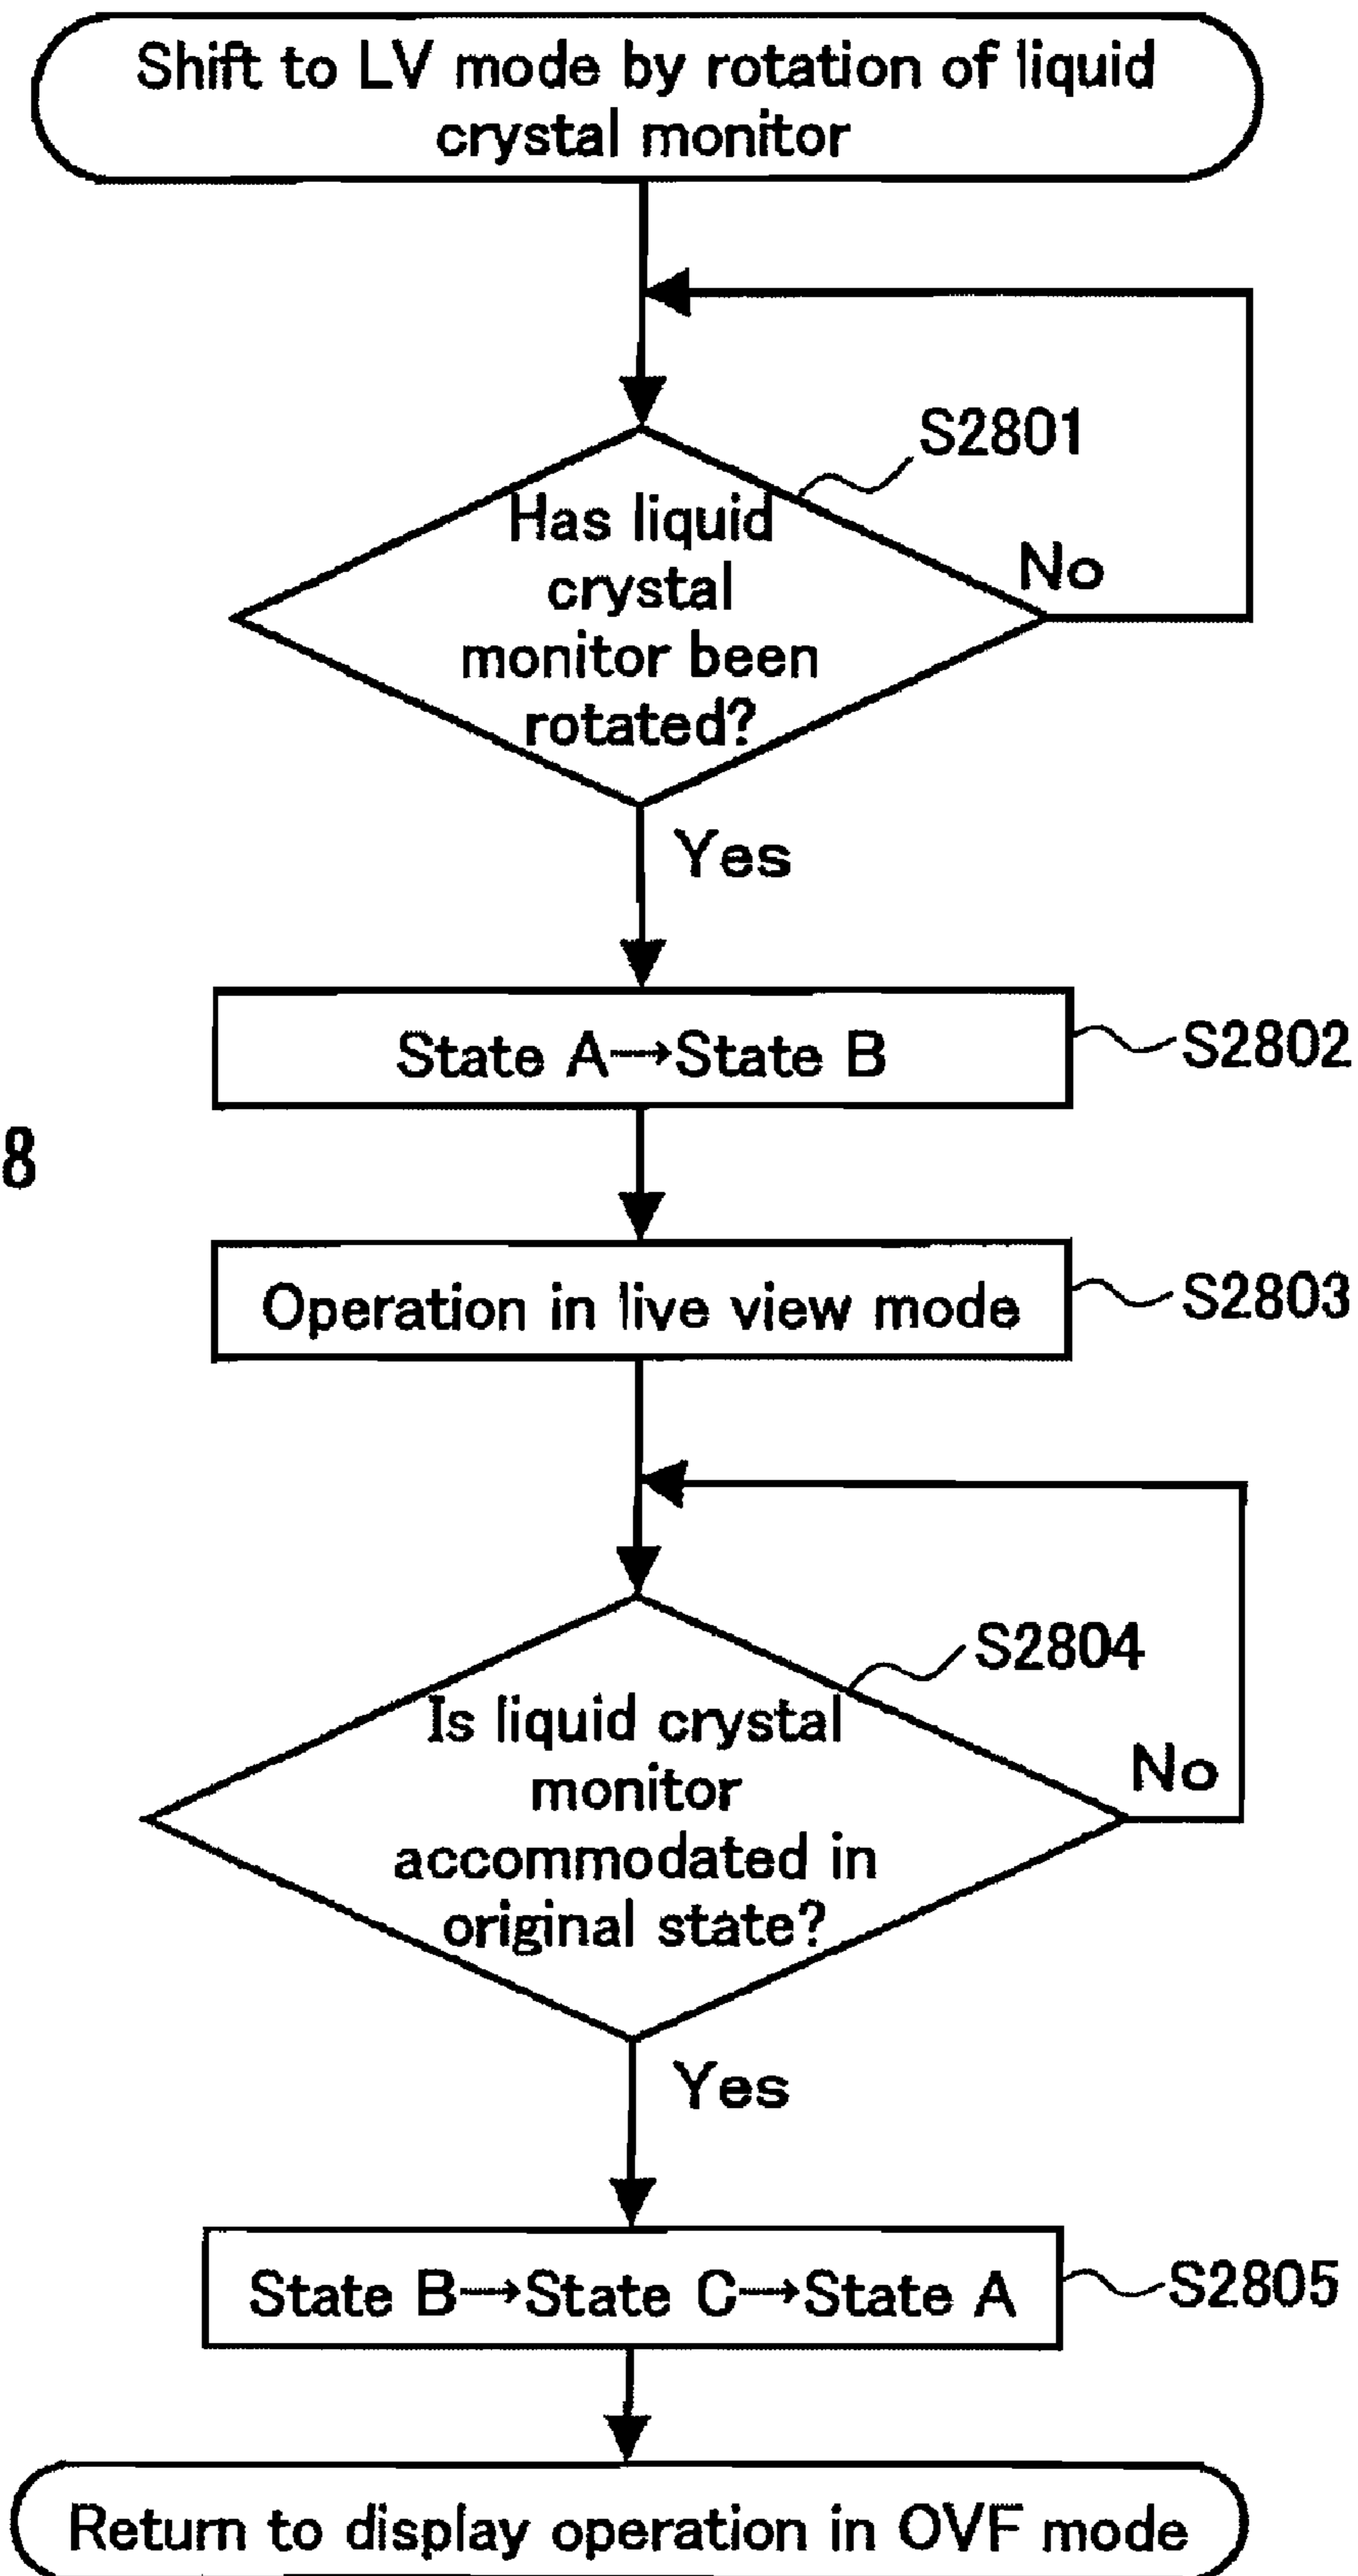 Shift to LV mode by rotation of liquid
crystal monitor
S2801
Has liquid
crystal
monitor been
rotated?
No
Yes
State A→State B
S2802
8
Operation in live view mode
S2803
S2804
Is liquid crystal
monitor
accommodated in
original state?
No
Yes
State B→State C→State A
S2805
Return to display operation in OVF mode